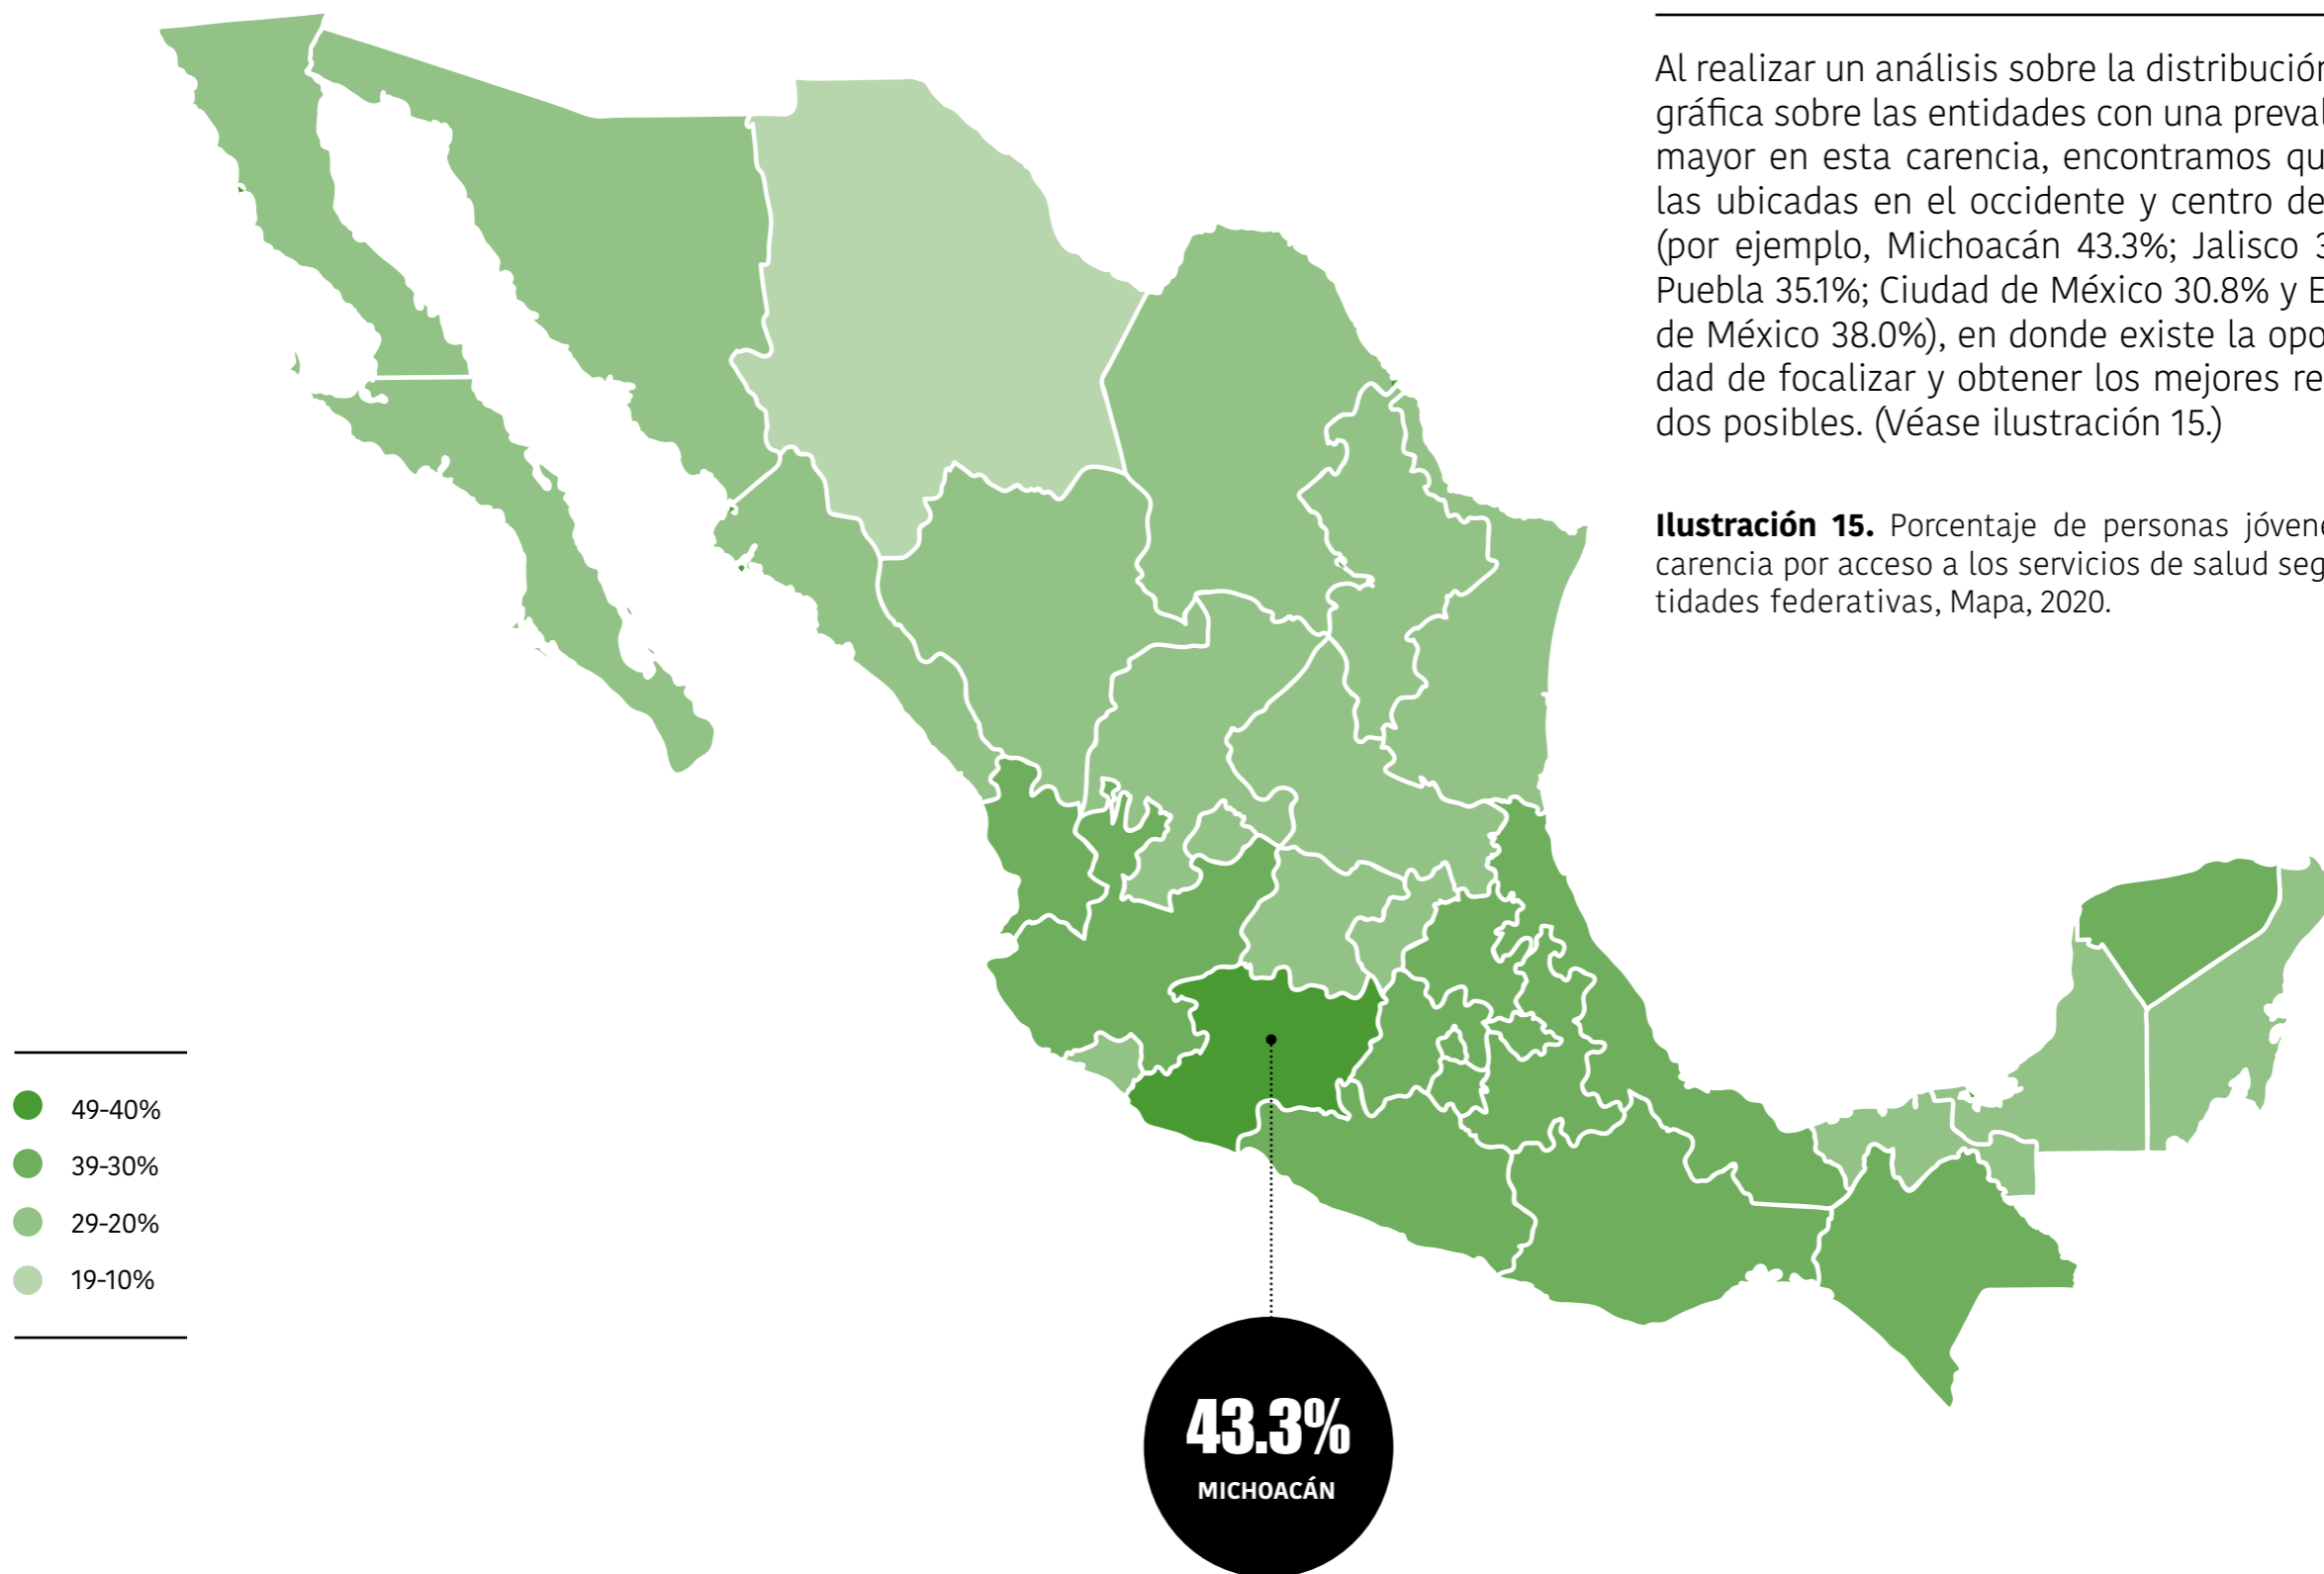 Al realizar un análisis sobre la distribución
gráfica sobre las entidades con una preval
mayor en esta carencia, encontramos qu
las ubicadas en el occidente y centro de
(por ejemplo, Michoacán 43.3%; Jalisco 3
Puebla 35.1%; Ciudad de México 30.8% y E
de México 38.0%), en donde existe la opo
dad de focalizar y obtener los mejores re
dos posibles. (Véase ilustración 15.)
Ilustración 15. Porcentaje de personas jóvene
carencia por acceso a los servicios de salud seg
tidades federativas, Mapa, 2020.
49-40%
39-30%
29-20%
19-10%
43.3%
MICHOACÁN